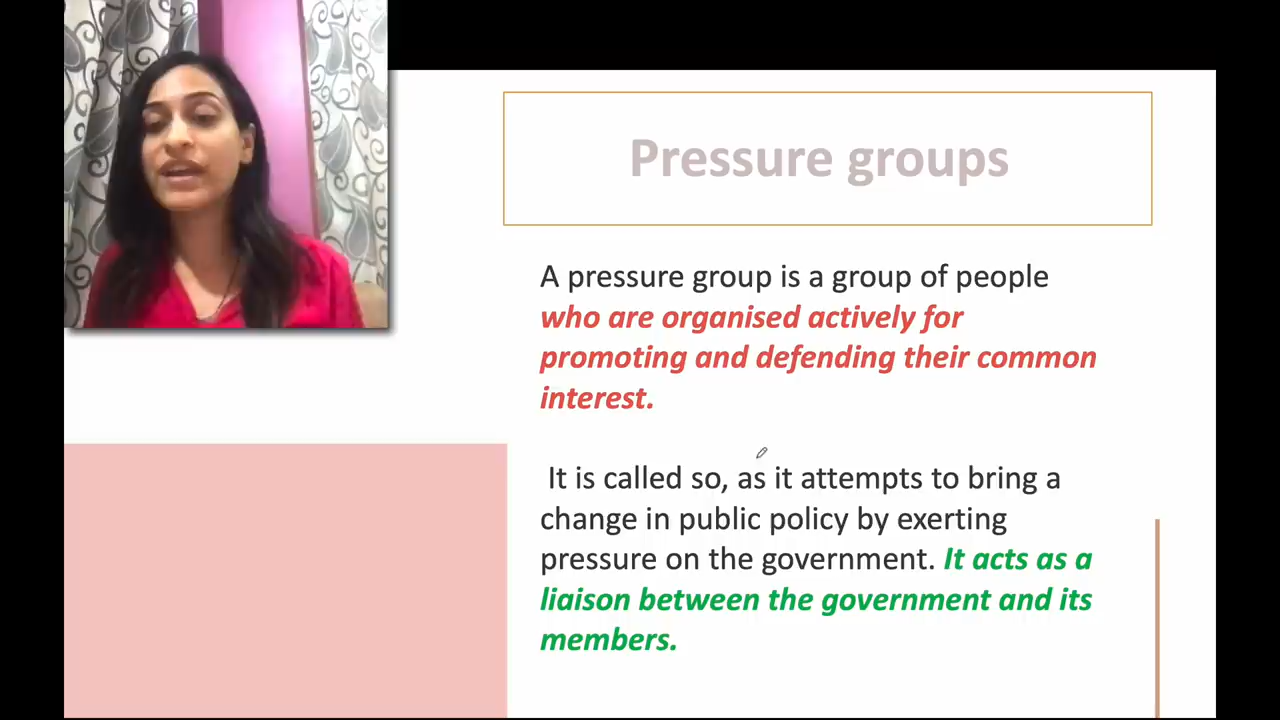 Pressure groups
A pressure group is a group of people
who are organised actively for
promoting and defending their common
interest.
It is called so, as it attempts to bring a
change in public policy by exerting
pressure on the government. It acts as a
liaison between the government and its
members.